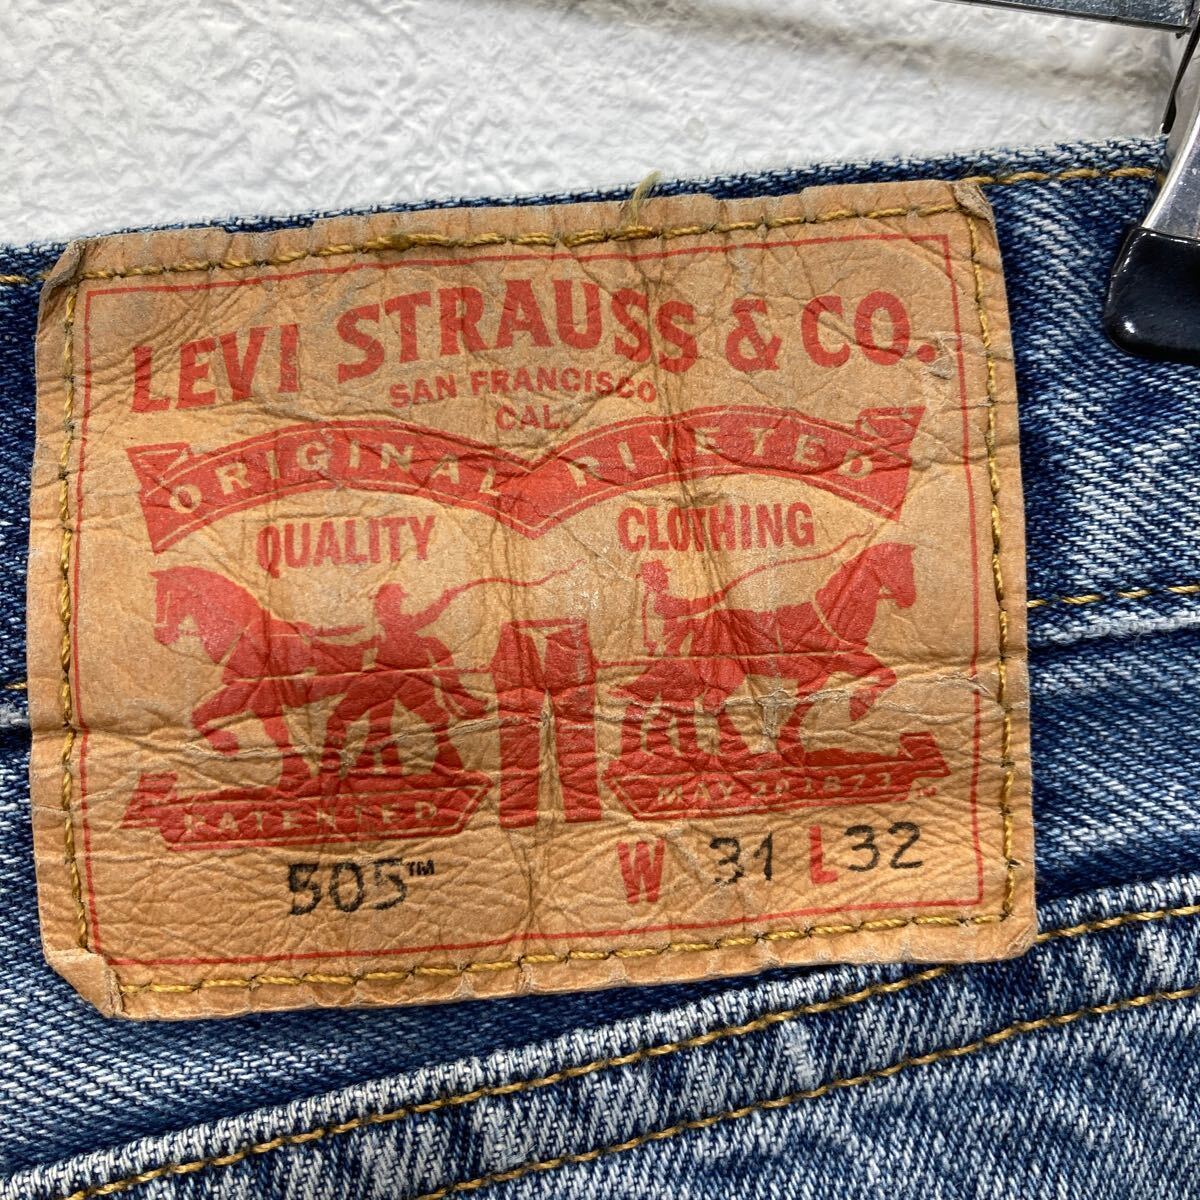 LEVI STRAUSS & CO.
SAN FRANCISCO
CAL.
ORIGINAL RIVETED
QUALITY CLOTHING
PATENTED MAY 20 1873
505™ W 31 L 32